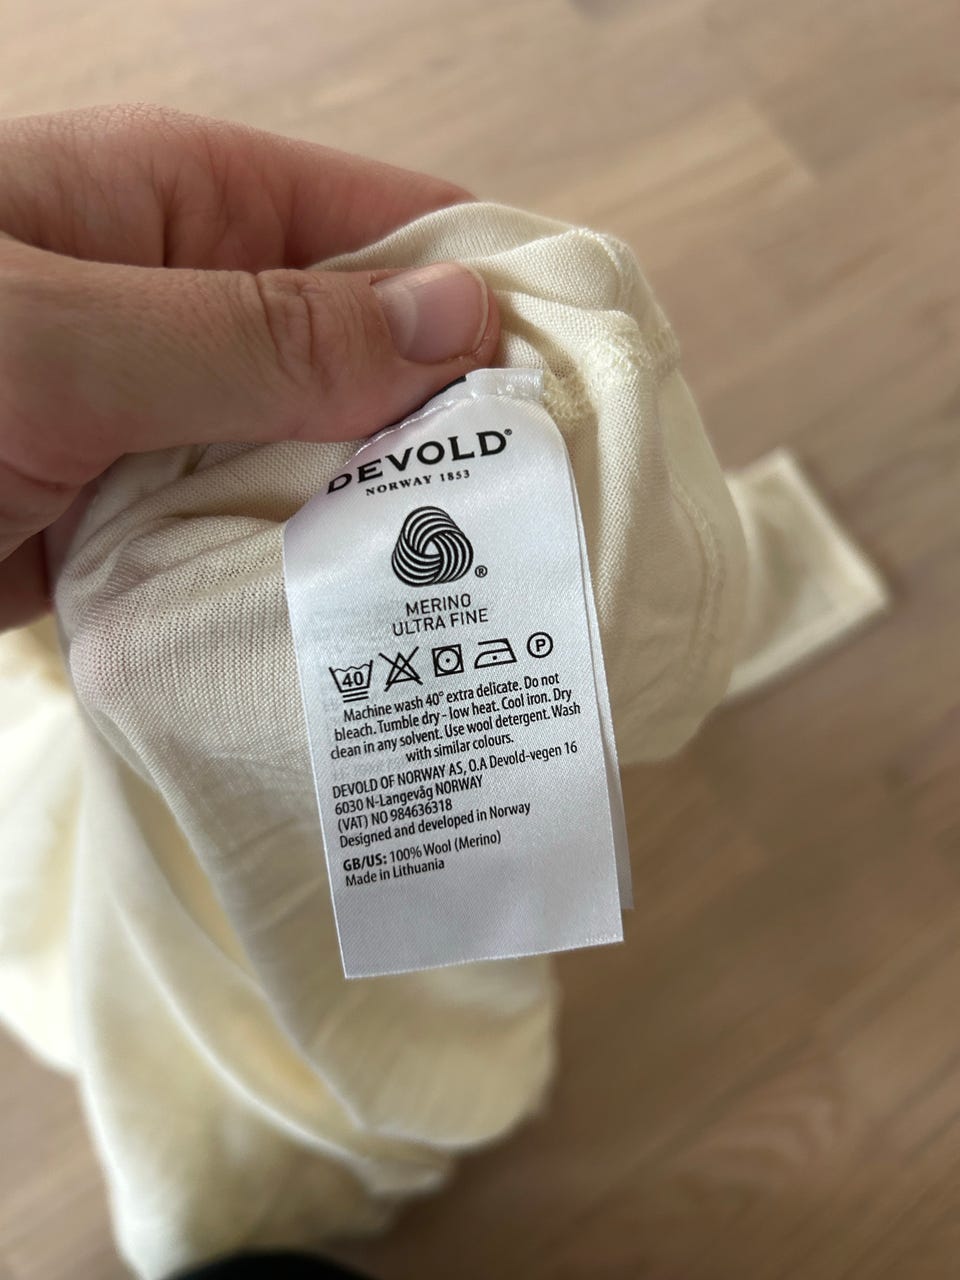 DEVOLD®
NORWAY 1853
®
MERINO
ULTRA FINE
40 P
Machine wash 40° extra delicate. Do not
bleach. Tumble dry - low heat. Cool iron. Dry
clean in any solvent. Use wool detergent. Wash
with similar colours.
DEVOLD OF NORWAY AS, O.A Devold-vegen 16
6030 N-Langevåg NORWAY
(VAT) NO 984636318
Designed and developed in Norway
GB/US: 100% Wool (Merino)
Made in Lithuania